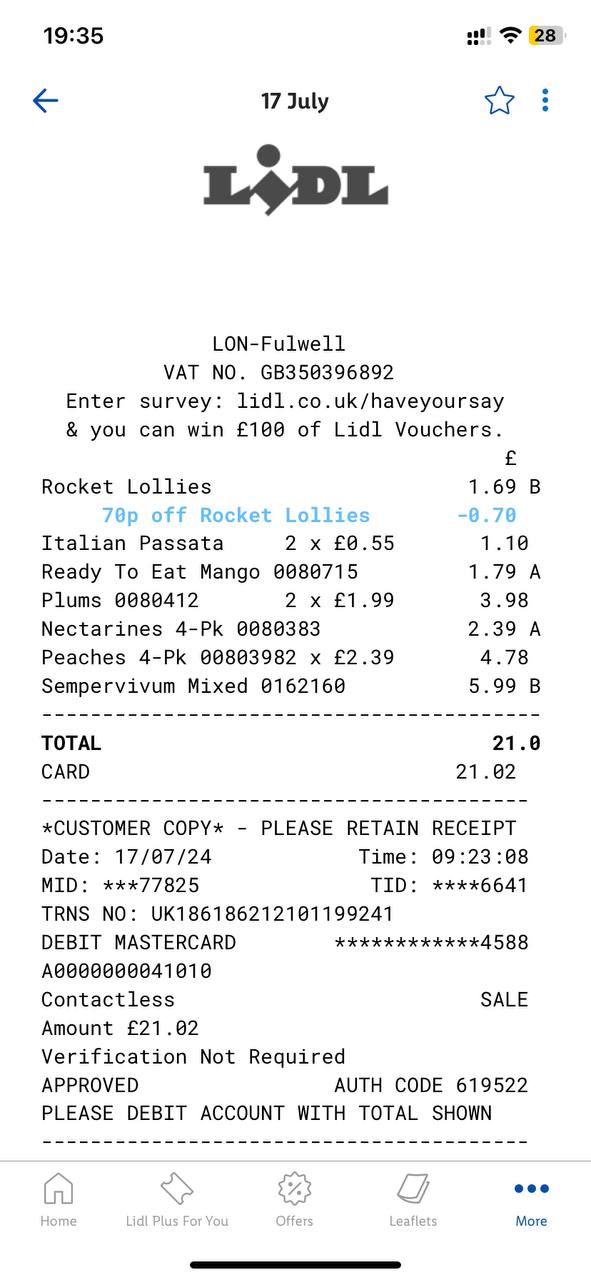 19:35
28
17 July
LIDL
LON-Fulwell
VAT NO. GB350396892
Enter survey: lidl.co.uk/haveyoursay
& you can win £100 of Lidl Vouchers.
£
Rocket Lollies 1.69 B
70p off Rocket Lollies -0.70
Italian Passata 2 x £0.55 1.10
Ready To Eat Mango 0080715 1.79 A
Plums 0080412 2 x £1.99 3.98
Nectarines 4-Pk 0080383 2.39 A
Peaches 4-Pk 00803982 x £2.39 4.78
Sempervivum Mixed 0162160 5.99 B
-----------------------------------------
TOTAL 21.0
CARD 21.02
----------------------------------------
*CUSTOMER COPY* - PLEASE RETAIN RECEIPT
Date: 17/07/24 Time: 09:23:08
MID: ***77825 TID: ****6641
TRNS NO: UK186186212101199241
DEBIT MASTERCARD ************4588
A0000000041010
Contactless SALE
Amount £21.02
Verification Not Required
APPROVED AUTH CODE 619522
PLEASE DEBIT ACCOUNT WITH TOTAL SHOWN
----------------------------------------
Home Lidl Plus For You Offers Leaflets More